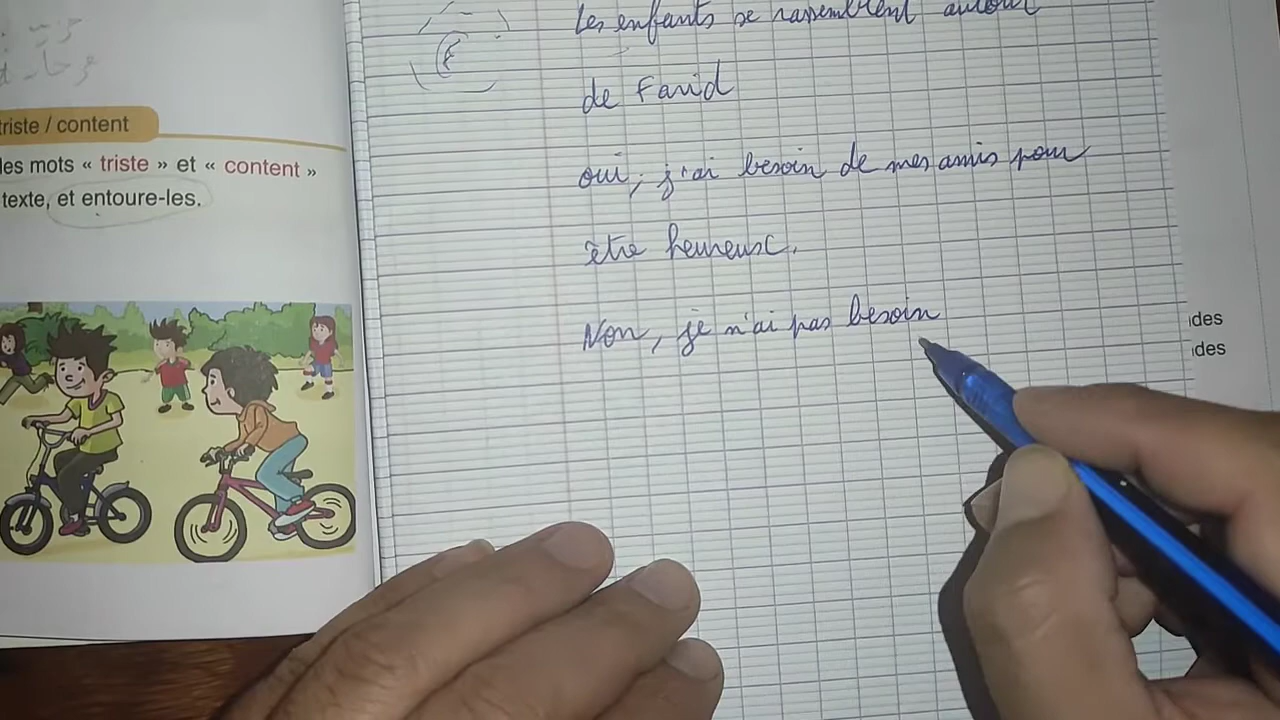 triste / content
les mots « triste » et « content »
texte, et entoure-les.
Les enfants se rassemblent autour
de Farid
oui, j'ai besoin de mes amis pour
être heureux.
Non, je n'ai pas besoin
des
des